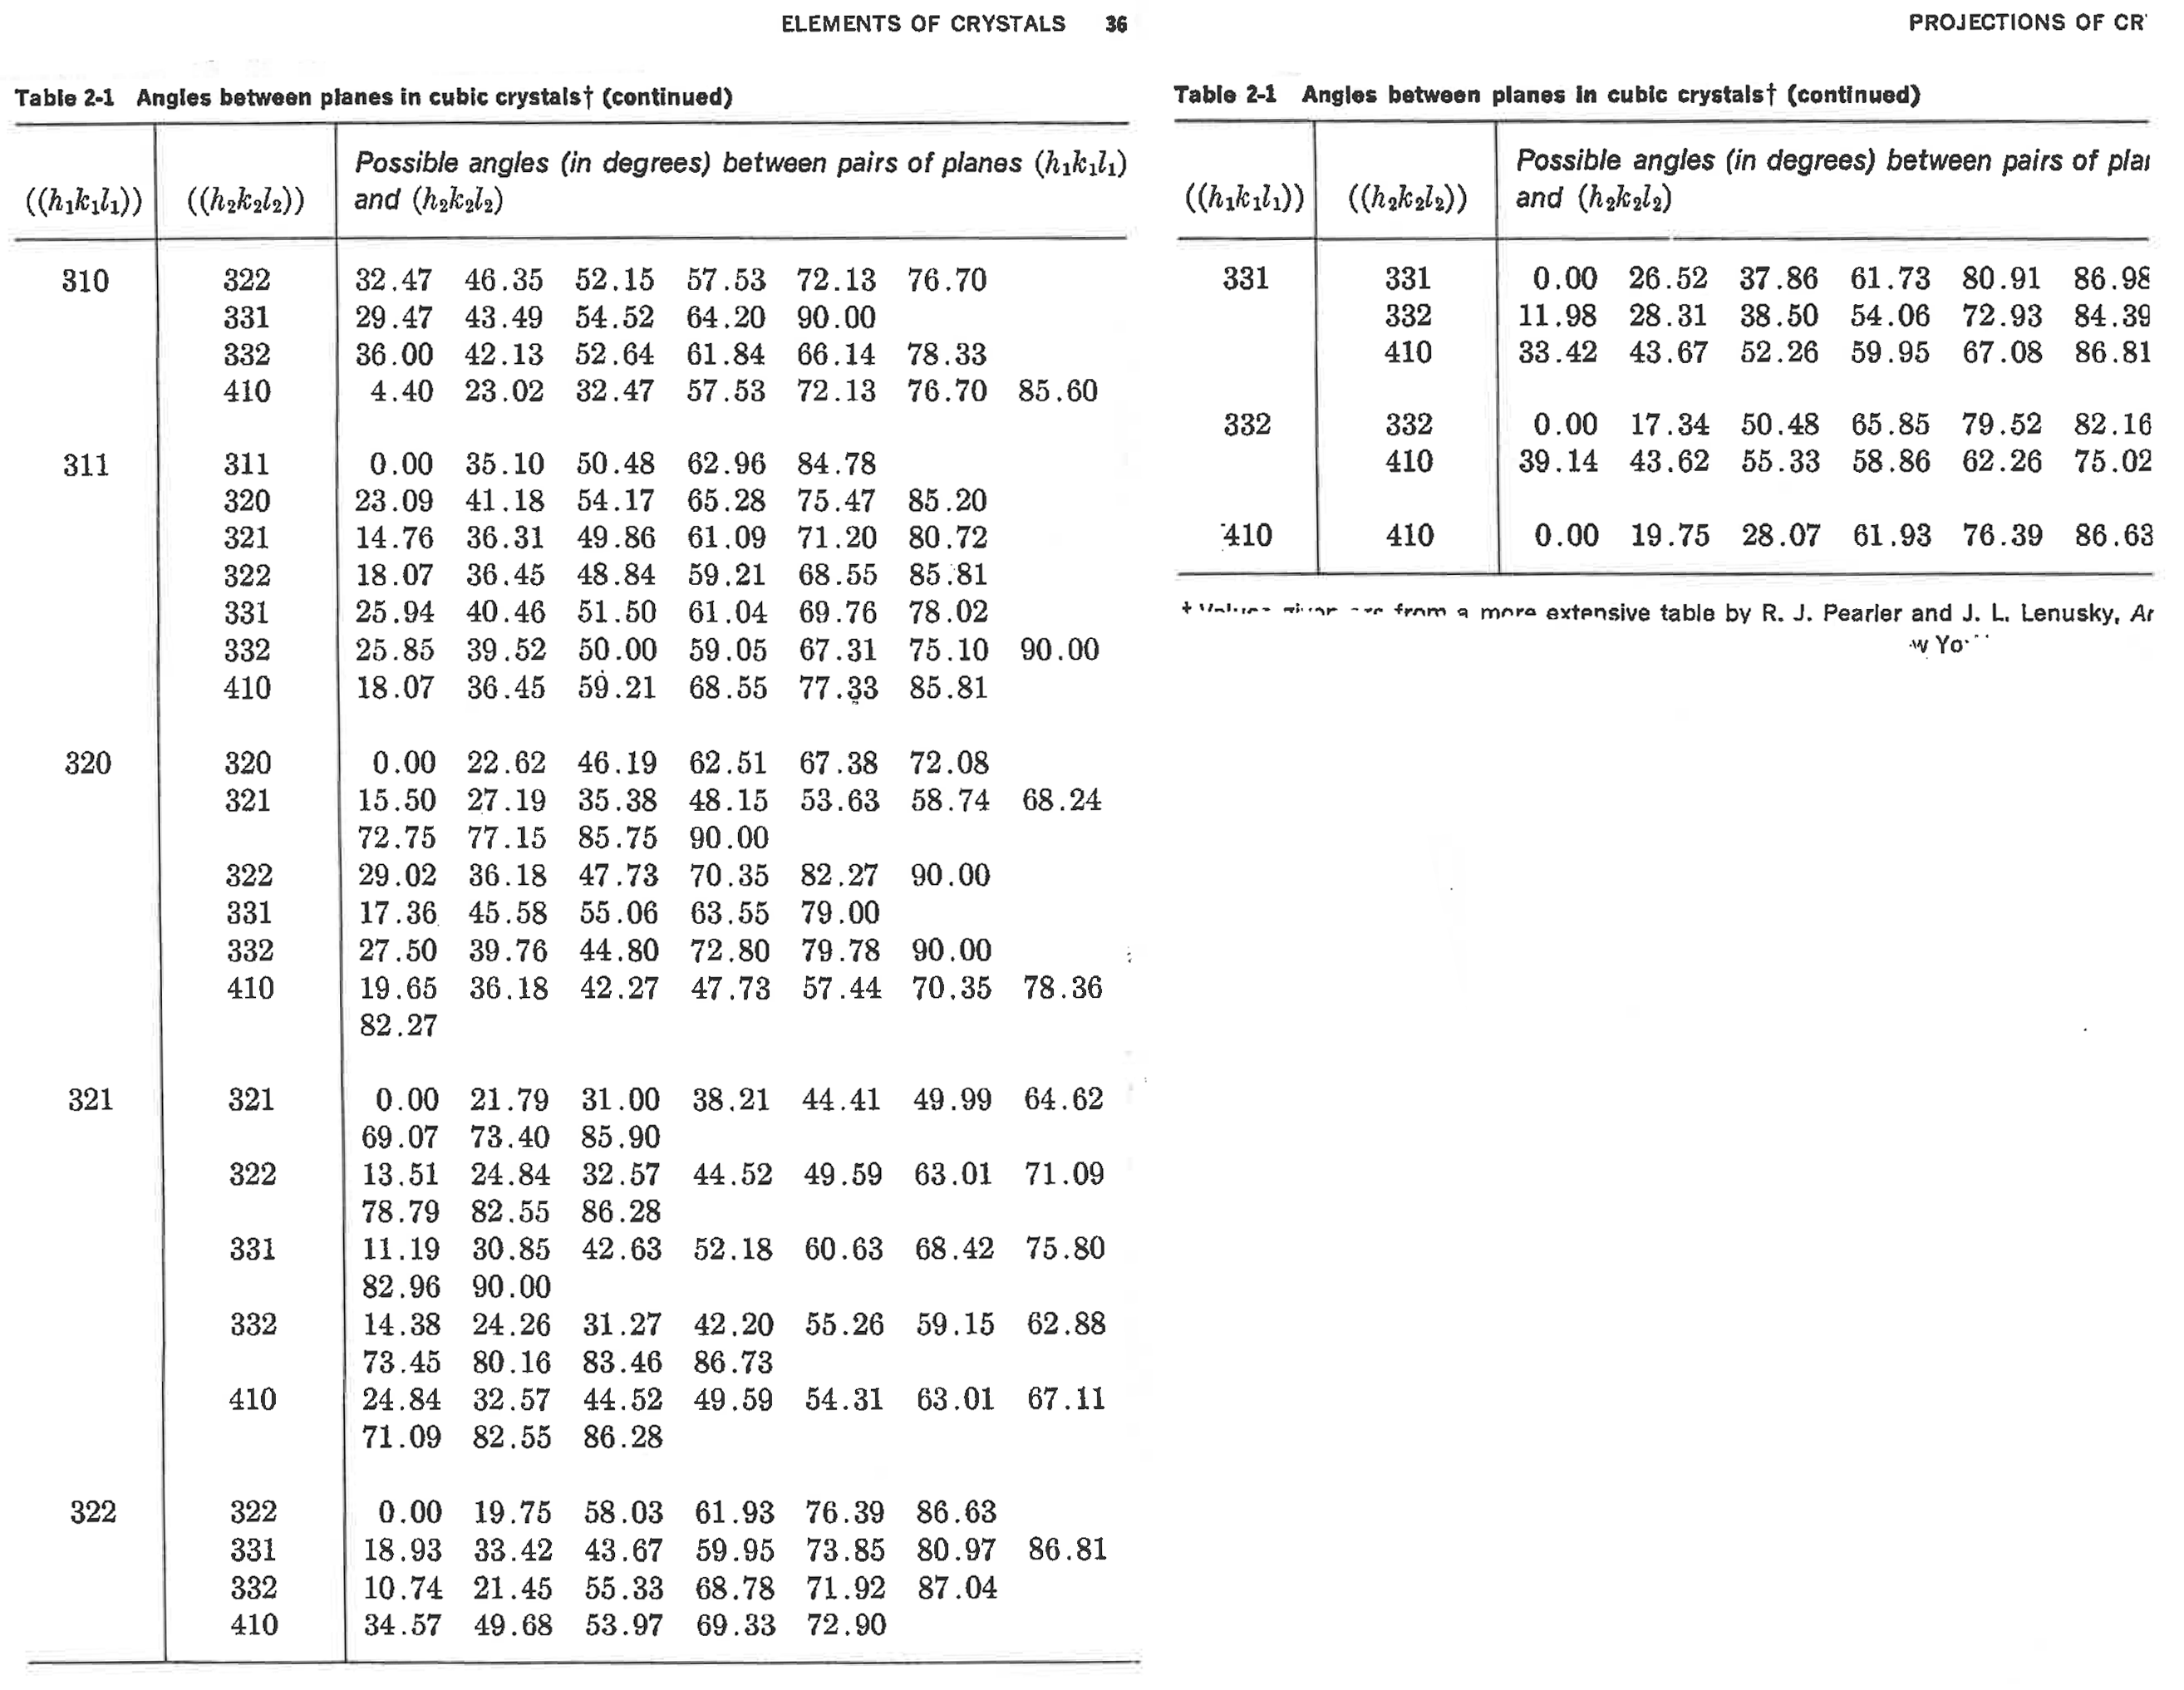 ELEMENTS OF CRYSTALS 36
Table 2-1 Angles between planes in cubic crystals† (continued)
Possible angles (in degrees) between pairs of planes (h₁k₁l₁)
((h₁k₁l₁)) ((h₂k₂l₂)) and (h₂k₂l₂)
310 322 32.47 46.35 52.15 57.53 72.13 76.70
331 29.47 43.49 54.52 64.20 90.00
332 36.00 42.13 52.64 61.84 66.14 78.33
410 4.40 23.02 32.47 57.53 72.13 76.70 85.60
311 311 0.00 35.10 50.48 62.96 84.78
320 23.09 41.18 54.17 65.28 75.47 85.20
321 14.76 36.31 49.86 61.09 71.20 80.72
322 18.07 36.45 48.84 59.21 68.55 85.81
331 25.94 40.46 51.50 61.04 69.76 78.02
332 25.85 39.52 50.00 59.05 67.31 75.10 90.00
410 18.07 36.45 59.21 68.55 77.33 85.81
320 320 0.00 22.62 46.19 62.51 67.38 72.08
321 15.50 27.19 35.38 48.15 53.63 58.74 68.24
72.75 77.15 85.75 90.00
322 29.02 36.18 47.73 70.35 82.27 90.00
331 17.36 45.58 55.06 63.55 79.00
332 27.50 39.76 44.80 72.80 79.78 90.00
410 19.65 36.18 42.27 47.73 57.44 70.35 78.36
82.27
321 321 0.00 21.79 31.00 38.21 44.41 49.99 64.62
69.07 73.40 85.90
322 13.51 24.84 32.57 44.52 49.59 63.01 71.09
78.79 82.55 86.28
331 11.19 30.85 42.63 52.18 60.63 68.42 75.80
82.96 90.00
332 14.38 24.26 31.27 42.20 55.26 59.15 62.88
73.45 80.16 83.46 86.73
410 24.84 32.57 44.52 49.59 54.31 63.01 67.11
71.09 82.55 86.28
322 322 0.00 19.75 58.03 61.93 76.39 86.63
331 18.93 33.42 43.67 59.95 73.85 80.97 86.81
332 10.74 21.45 55.33 68.78 71.92 87.04
410 34.57 49.68 53.97 69.33 72.90
PROJECTIONS OF CR
Table 2-1 Angles between planes in cubic crystals† (continued)
Possible angles (in degrees) between pairs of
((h₁k₁l₁)) ((h₂k₂l₂)) and (h₂k₂l₂)
331 331 0.00 26.52 37.86 61.73 80.91 86.98
332 11.98 28.31 38.50 54.06 72.93 84.39
410 33.42 43.67 52.26 59.95 67.08 86.81
332 332 0.00 17.34 50.48 65.85 79.52 82.16
410 39.14 43.62 55.33 58.86 62.26 75.02
410 410 0.00 19.75 28.07 61.93 76.39 86.63
from a more extensive table by R. J. Pearler and J. L. Lenusky,